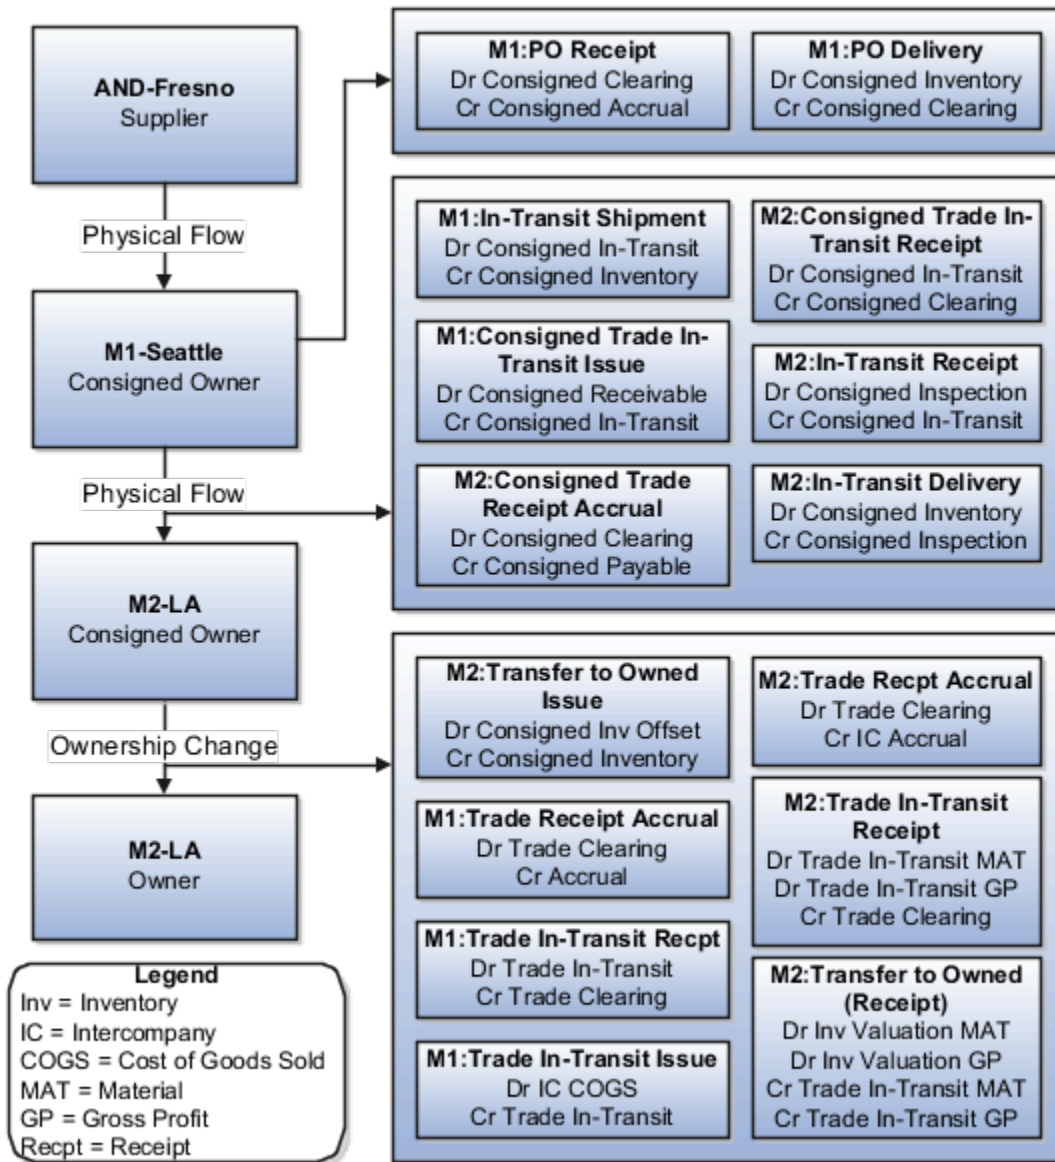 AND-Fresno
Supplier
Physical Flow
M1-Seattle
Consigned Owner
Physical Flow
M2-LA
Consigned Owner
Ownership Change
M2-LA
Owner
Legend
Inv = Inventory
IC = Intercompany
COGS = Cost of Goods Sold
MAT = Material
GP = Gross Profit
Recpt = Receipt
M1:PO Receipt
Dr Consigned Clearing
Cr Consigned Accrual
M1:PO Delivery
Dr Consigned Inventory
Cr Consigned Clearing
M1:In-Transit Shipment
Dr Consigned In-Transit
Cr Consigned Inventory
M1:Consigned Trade In-
Transit Issue
Dr Consigned Receivable
Cr Consigned In-Transit
M2:Consigned Trade
Receipt Accrual
Dr Consigned Clearing
Cr Consigned Payable
M2:Consigned Trade In-
Transit Receipt
Dr Consigned In-Transit
Cr Consigned Clearing
M2:In-Transit Receipt
Dr Consigned Inspection
Cr Consigned In-Transit
M2:In-Transit Delivery
Dr Consigned Inventory
Cr Consigned Inspection
M2:Transfer to Owned
Issue
Dr Consigned Inv Offset
Cr Consigned Inventory
M1:Trade Receipt Accrual
Dr Trade Clearing
Cr Accrual
M1:Trade In-Transit Recpt
Dr Trade In-Transit
Cr Trade Clearing
M1:Trade In-Transit Issue
Dr IC COGS
Cr Trade In-Transit
M2:Trade Recpt Accrual
Dr Trade Clearing
Cr IC Accrual
M2:Trade In-Transit
Receipt
Dr Trade In-Transit MAT
Dr Trade In-Transit GP
Cr Trade Clearing
M2:Transfer to Owned
(Receipt)
Dr Inv Valuation MAT
Dr Inv Valuation GP
Cr Trade In-Transit MAT
Cr Trade In-Transit GP